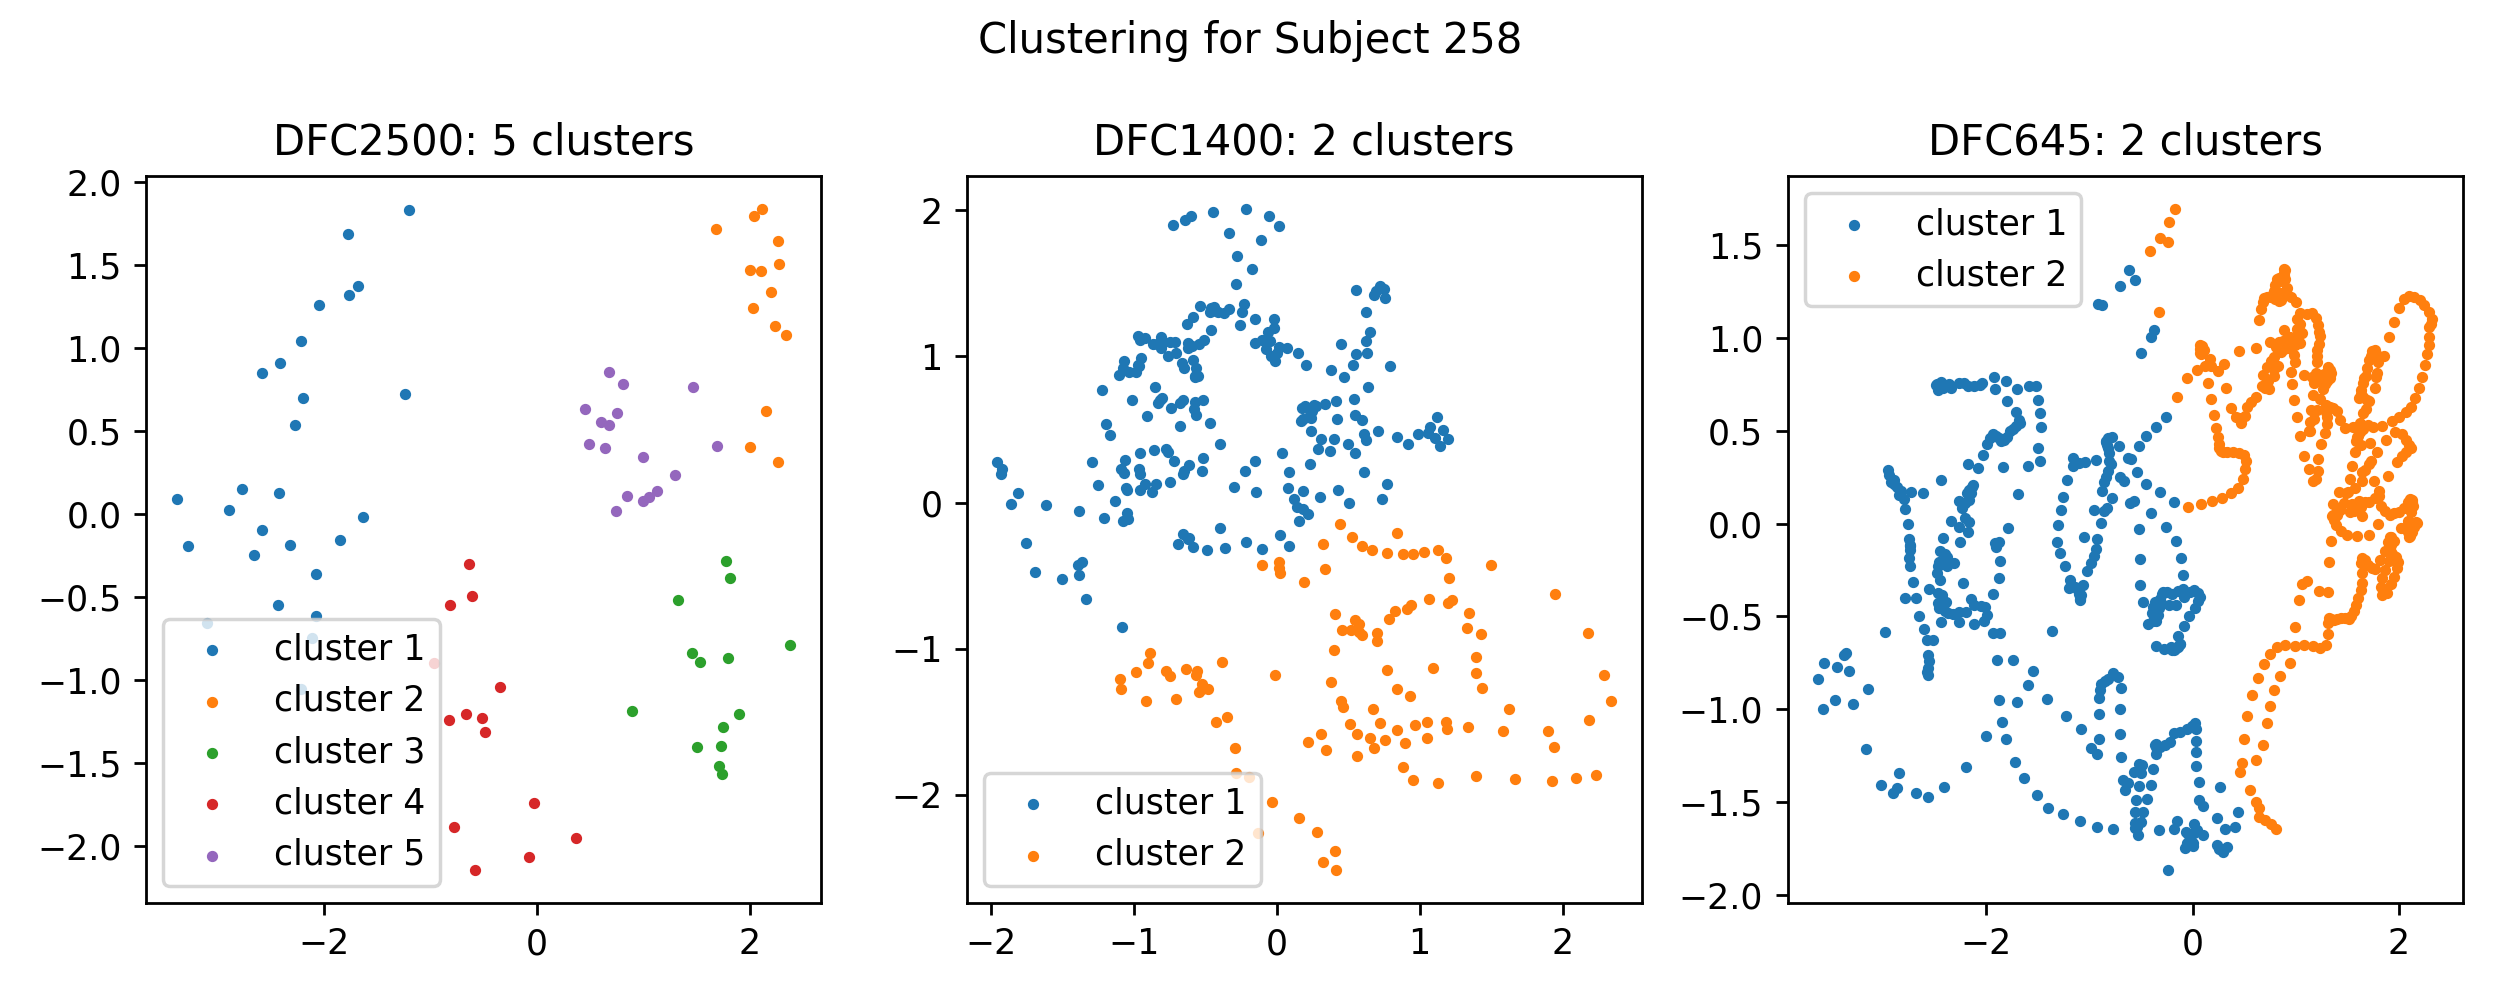 Clustering for Subject 258
DFC2500: 5 clusters
2.0
1.5
1.0
0.5
0.0
−0.5
−1.0
−1.5
−2.0
−2
0
2
cluster 1
cluster 2
cluster 3
cluster 4
cluster 5
DFC1400: 2 clusters
2
1
0
−1
−2
−2
−1
0
1
2
cluster 1
cluster 2
DFC645: 2 clusters
1.5
1.0
0.5
0.0
−0.5
−1.0
−1.5
−2.0
−2
0
2
cluster 1
cluster 2